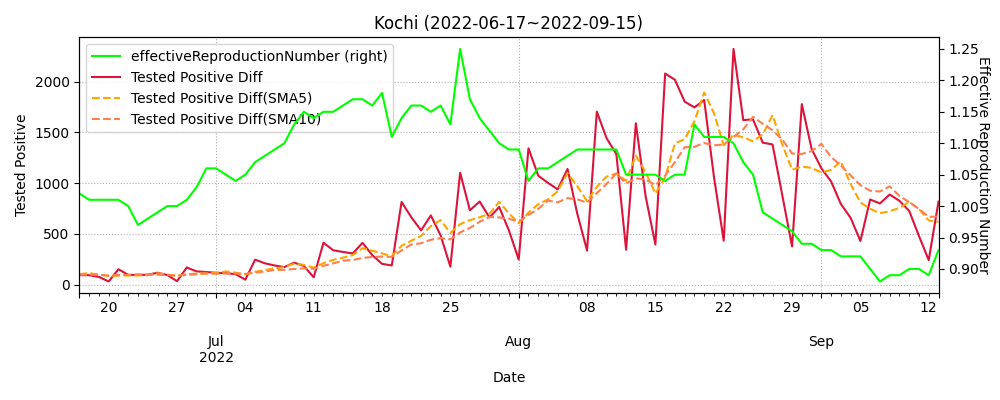 Kochi (2022-06-17~2022-09-15)
effectiveReproductionNumber (right)
Tested Positive Diff
Tested Positive Diff(SMA5)
Tested Positive Diff(SMA10)
Tested Positive
2000
1500
1000
500
0
1.25
1.20
1.15
1.10
1.05
1.00
0.95
0.90
Effective Reproduction Number
20 27 04 11 18 25 08 15 22 29 05 12
Jul Aug Sep
2022
Date